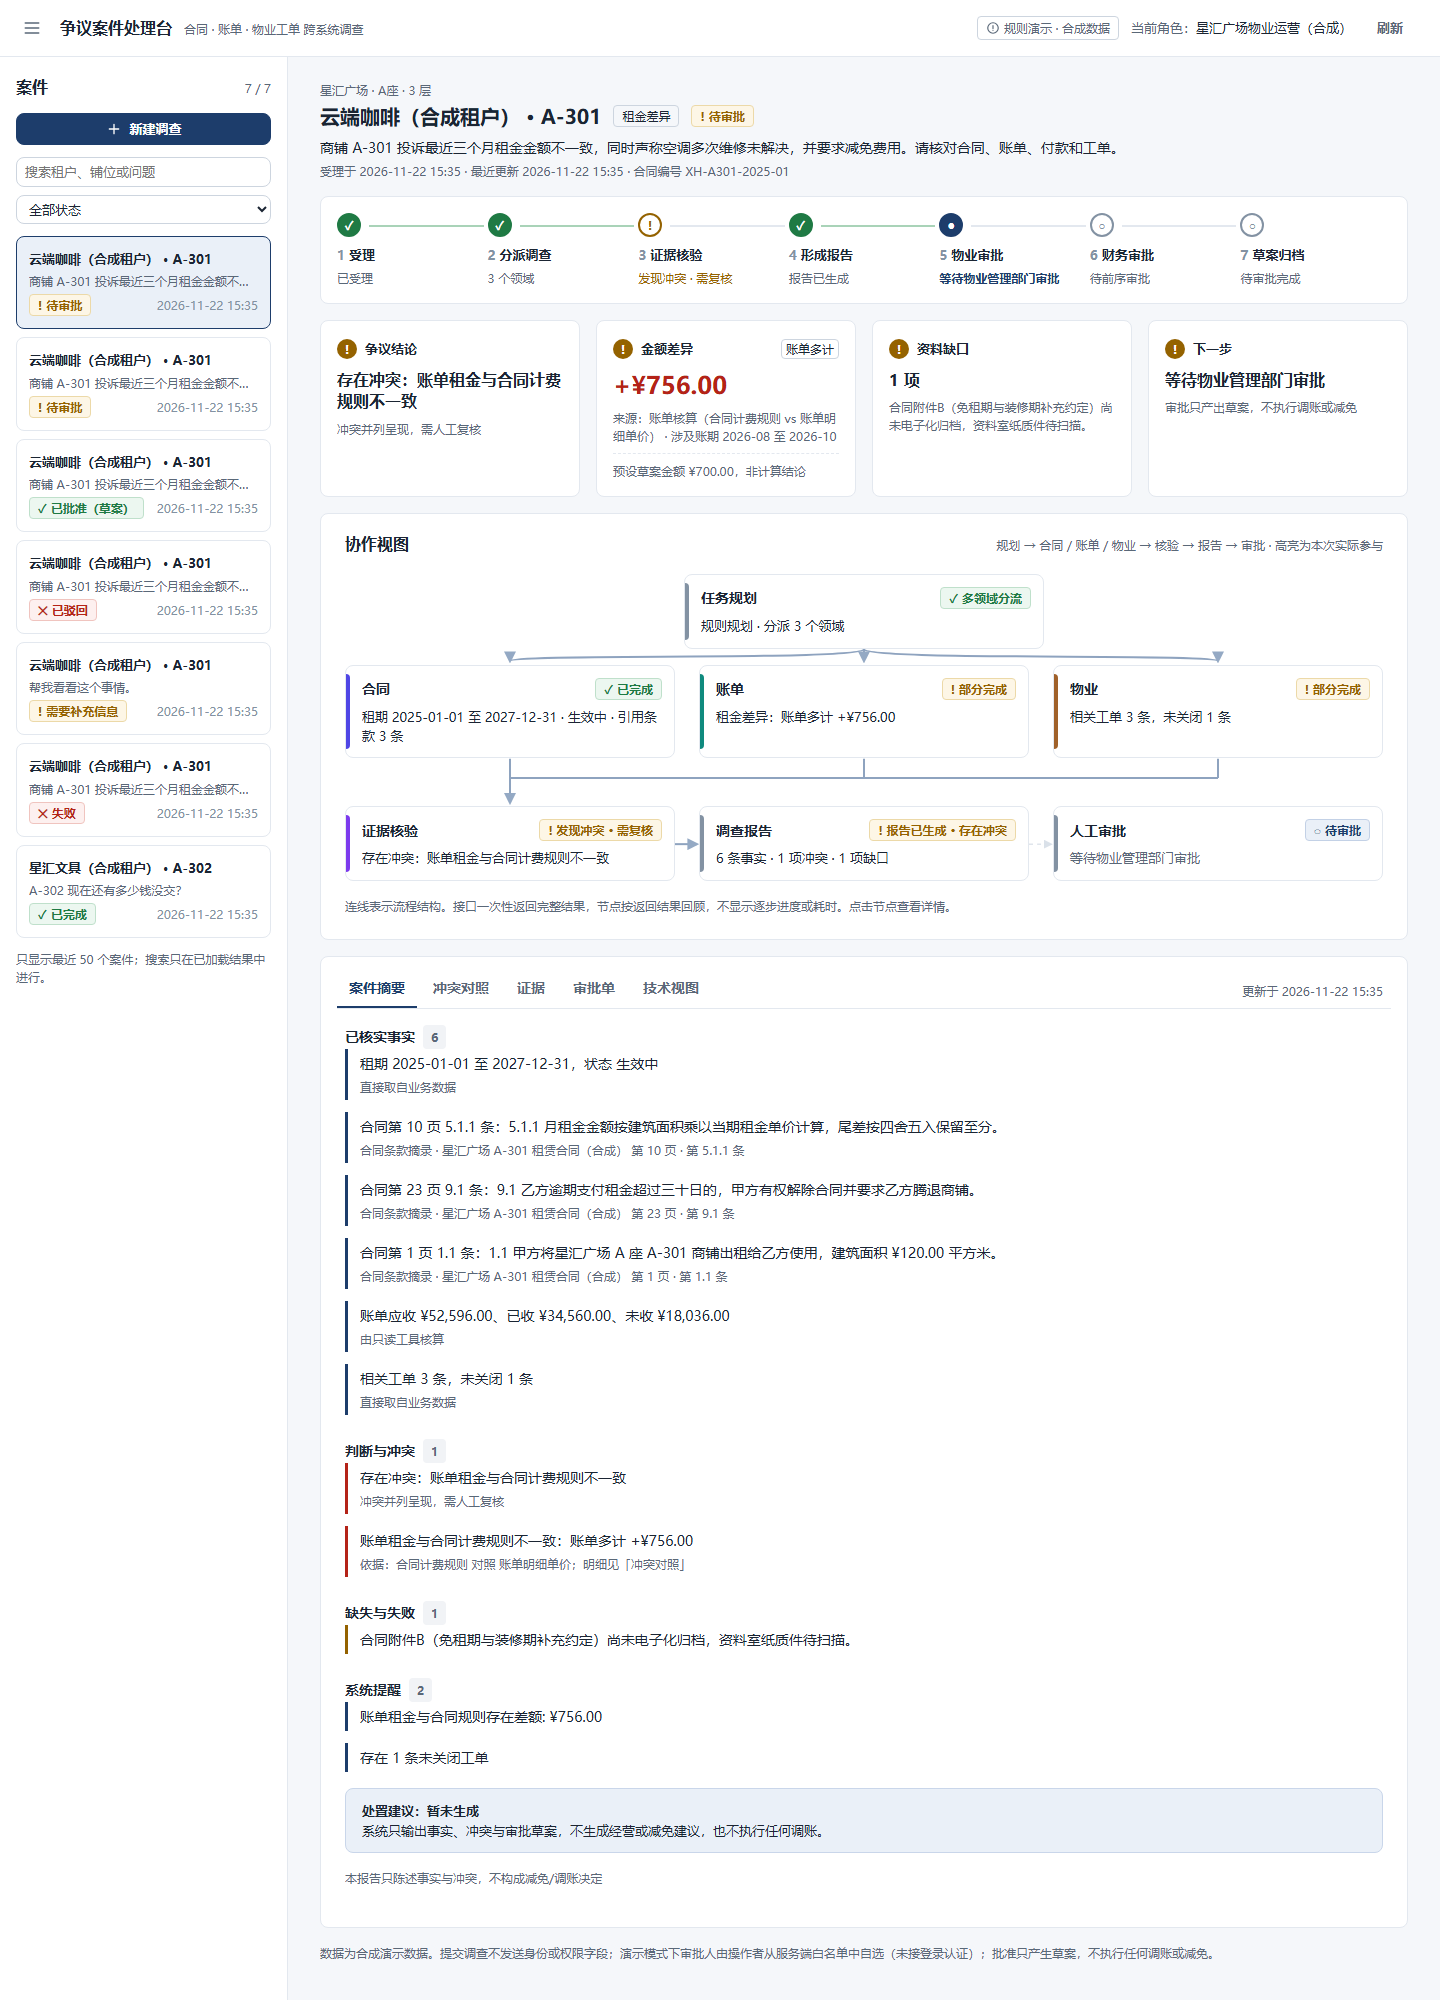 争议案件处理台 合同 · 账单 · 物业工单 跨系统调查
规则演示 · 合成数据 当前角色：星汇广场物业运营（合成） 刷新
案件 7 / 7
＋ 新建调查
搜索租户、铺位或问题
全部状态
云端咖啡（合成租户） • A-301
商铺 A-301 投诉最近三个月租金金额不...
! 待审批 2026-11-22 15:35
云端咖啡（合成租户） • A-301
商铺 A-301 投诉最近三个月租金金额不...
! 待审批 2026-11-22 15:35
云端咖啡（合成租户） • A-301
商铺 A-301 投诉最近三个月租金金额不...
✓ 已批准（草案） 2026-11-22 15:35
云端咖啡（合成租户） • A-301
商铺 A-301 投诉最近三个月租金金额不...
✕ 已驳回 2026-11-22 15:35
云端咖啡（合成租户） • A-301
帮我看看这个事情。
! 需要补充信息 2026-11-22 15:35
云端咖啡（合成租户） • A-301
商铺 A-301 投诉最近三个月租金金额不...
✕ 失败 2026-11-22 15:35
星汇文具（合成租户） • A-302
A-302 现在还有多少钱没交？
✓ 已完成 2026-11-22 15:35
只显示最近 50 个案件；搜索只在已加载结果中
进行。
星汇广场 · A座 · 3 层
云端咖啡（合成租户） • A-301 租金差异 ! 待审批
商铺 A-301 投诉最近三个月租金金额不一致，同时声称空调多次维修未解决，并要求减免费用。请核对合同、账单、付款和工单。
受理于 2026-11-22 15:35 · 最近更新 2026-11-22 15:35 · 合同编号 XH-A301-2025-01
1 受理
已受理
2 分派调查
3 个领域
3 证据核验
发现冲突 · 需复核
4 形成报告
报告已生成
5 物业审批
等待物业管理部门审批
6 财务审批
待前序审批
7 草案归档
待审批完成
! 争议结论
存在冲突：账单租金与合同计费
规则不一致
冲突并列呈现，需人工复核
! 金额差异 账单多计
+¥756.00
来源：账单核算（合同计费规则 vs 账单明
细单价） · 涉及账期 2026-08 至 2026-10
预设草案金额 ¥700.00，非计算结论
! 资料缺口
1 项
合同附件B（免租期与装修期补充约定）尚
未电子化归档，资料室纸质件待扫描。
! 下一步
等待物业管理部门审批
审批只产出草案，不执行调账或减免
协作视图 规划 → 合同 / 账单 / 物业 → 核验 → 报告 → 审批 · 高亮为本次实际参与
任务规划 ✓ 多领域分流
规则规划 · 分派 3 个领域
合同 ✓ 已完成
租期 2025-01-01 至 2027-12-31 · 生效中 · 引用条
款 3 条
账单 ! 部分完成
租金差异：账单多计 +¥756.00
物业 ! 部分完成
相关工单 3 条，未关闭 1 条
证据核验 ! 发现冲突 • 需复核
存在冲突：账单租金与合同计费规则不一致
调查报告 ! 报告已生成 • 存在冲突
6 条事实 · 1 项冲突 · 1 项缺口
人工审批 ○ 待审批
等待物业管理部门审批
连线表示流程结构。接口一次性返回完整结果，节点按返回结果回顾，不显示逐步进度或耗时。点击节点查看详情。
案件摘要 冲突对照 证据 审批单 技术视图 更新于 2026-11-22 15:35
已核实事实 6
租期 2025-01-01 至 2027-12-31，状态 生效中
直接取自业务数据
合同第 10 页 5.1.1 条：5.1.1 月租金金额按建筑面积乘以当期租金单价计算，尾差按四舍五入保留至分。
合同条款摘录 · 星汇广场 A-301 租赁合同（合成） 第 10 页 · 第 5.1.1 条
合同第 23 页 9.1 条：9.1 乙方逾期支付租金超过三十日的，甲方有权解除合同并要求乙方腾退商铺。
合同条款摘录 · 星汇广场 A-301 租赁合同（合成） 第 23 页 · 第 9.1 条
合同第 1 页 1.1 条：1.1 甲方将星汇广场 A 座 A-301 商铺出租给乙方使用，建筑面积 ¥120.00 平方米。
合同条款摘录 · 星汇广场 A-301 租赁合同（合成） 第 1 页 · 第 1.1 条
账单应收 ¥52,596.00、已收 ¥34,560.00、未收 ¥18,036.00
由只读工具核算
相关工单 3 条，未关闭 1 条
直接取自业务数据
判断与冲突 1
存在冲突：账单租金与合同计费规则不一致
冲突并列呈现，需人工复核
账单租金与合同计费规则不一致：账单多计 +¥756.00
依据：合同计费规则 对照 账单明细单价；明细见「冲突对照」
缺失与失败 1
合同附件B（免租期与装修期补充约定）尚未电子化归档，资料室纸质件待扫描。
系统提醒 2
账单租金与合同规则存在差额: ¥756.00
存在 1 条未关闭工单
处置建议：暂未生成
系统只输出事实、冲突与审批草案，不生成经营或减免建议，也不执行任何调账。
本报告只陈述事实与冲突，不构成减免/调账决定
数据为合成演示数据。提交调查不发送身份或权限字段；演示模式下审批人由操作者从服务端白名单中自选（未接登录认证）；批准只产生草案，不执行任何调账或减免。